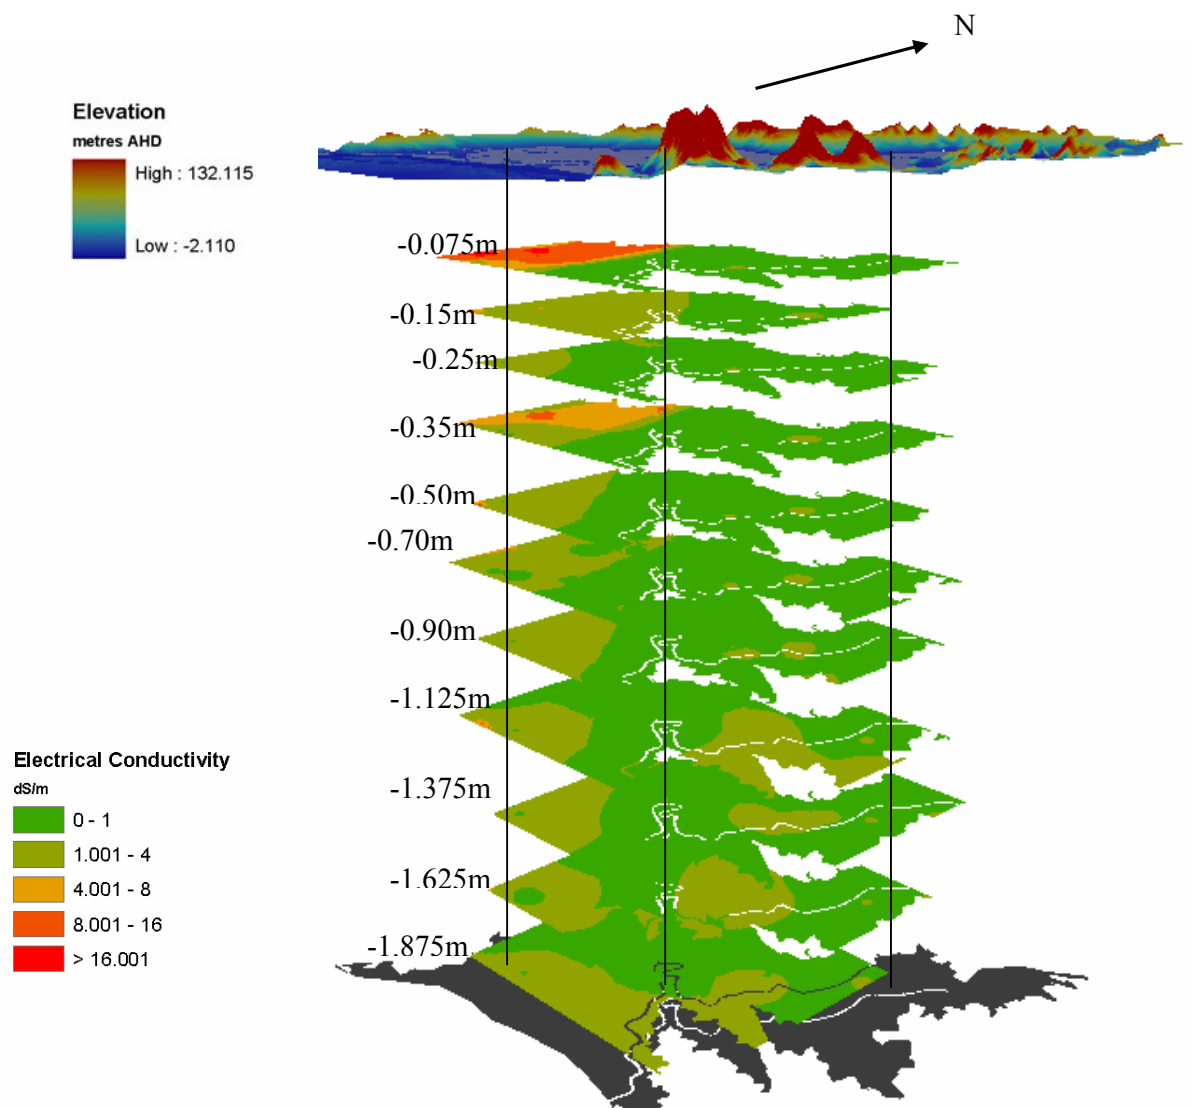 N
Elevation
metres AHD
High : 132.115
Low : -2.110
-0.075m
-0.15m
-0.25m
-0.35m
-0.50m
-0.70m
-0.90m
-1.125m
-1.375m
-1.625m
-1.875m
Electrical Conductivity
dS/m
0 - 1
1.001 - 4
4.001 - 8
8.001 - 16
> 16.001